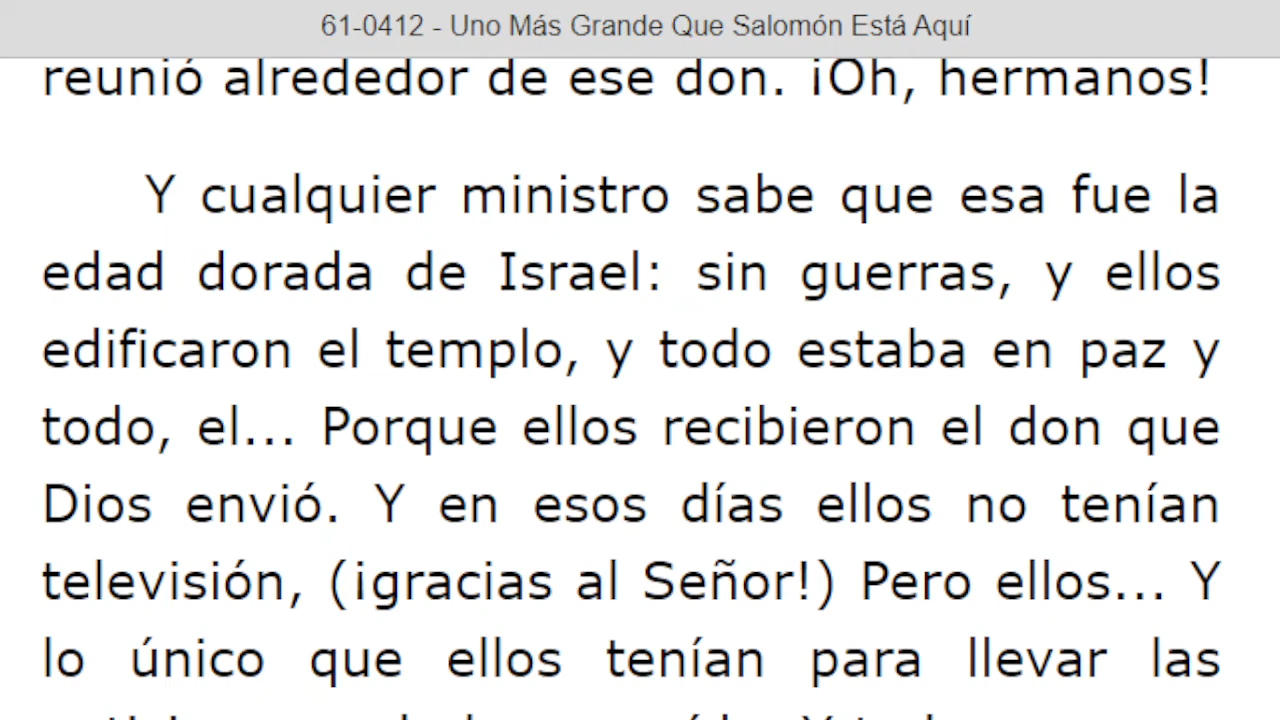 61-0412 - Uno Más Grande Que Salomón Está Aquí
reunió alrededor de ese don. ¡Oh, hermanos!
Y cualquier ministro sabe que esa fue la
edad dorada de Israel: sin guerras, y ellos
edificaron el templo, y todo estaba en paz y
todo, el... Porque ellos recibieron el don que
Dios envió. Y en esos días ellos no tenían
televisión, (¡gracias al Señor!) Pero ellos... Y
lo único que ellos tenían para llevar las